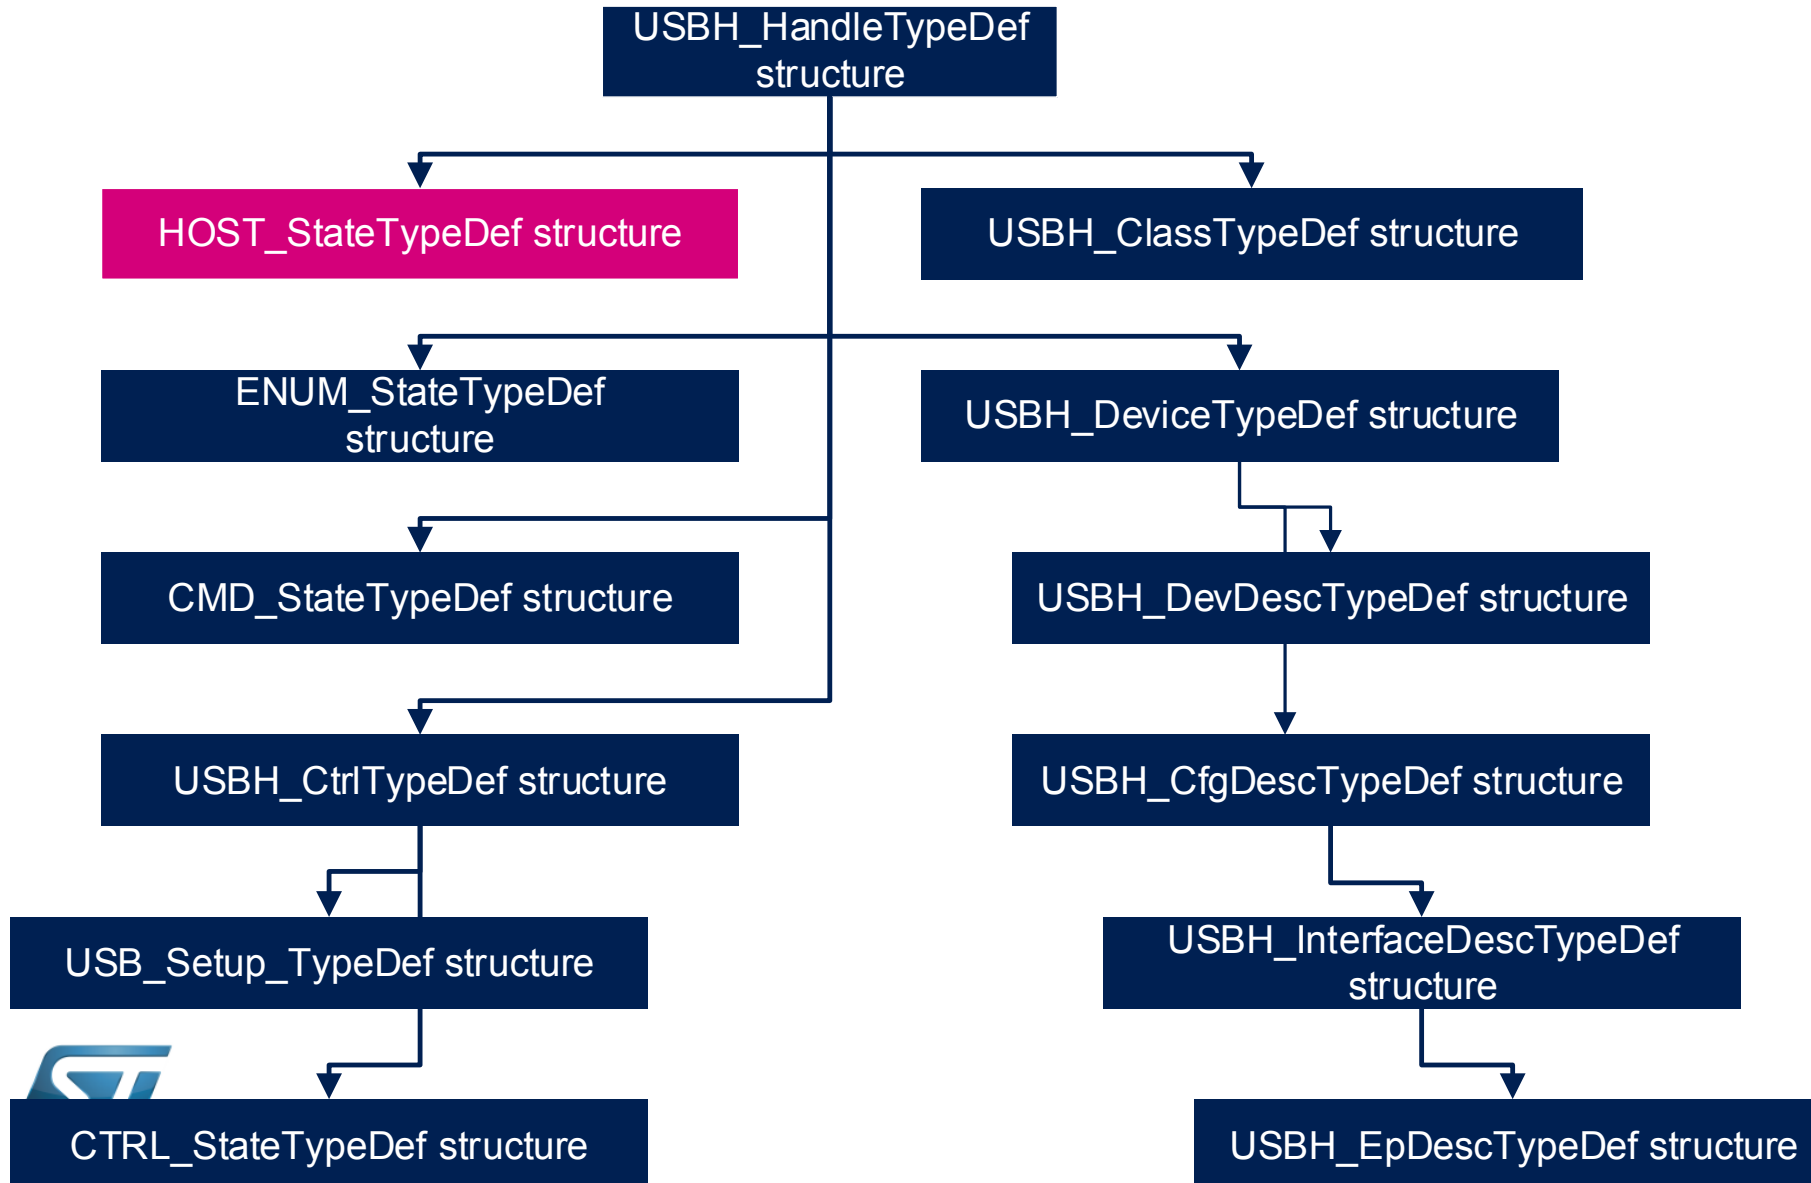 USBH_HandleTypeDef
structure
HOST_StateTypeDef structure
USBH_ClassTypeDef structure
ENUM_StateTypeDef
structure
USBH_DeviceTypeDef structure
CMD_StateTypeDef structure
USBH_DevDescTypeDef structure
USBH_CtrlTypeDef structure
USBH_CfgDescTypeDef structure
USB_Setup_TypeDef structure
USBH_InterfaceDescTypeDef
structure
ST
CTRL_StateTypeDef structure
USBH_EpDescTypeDef structure